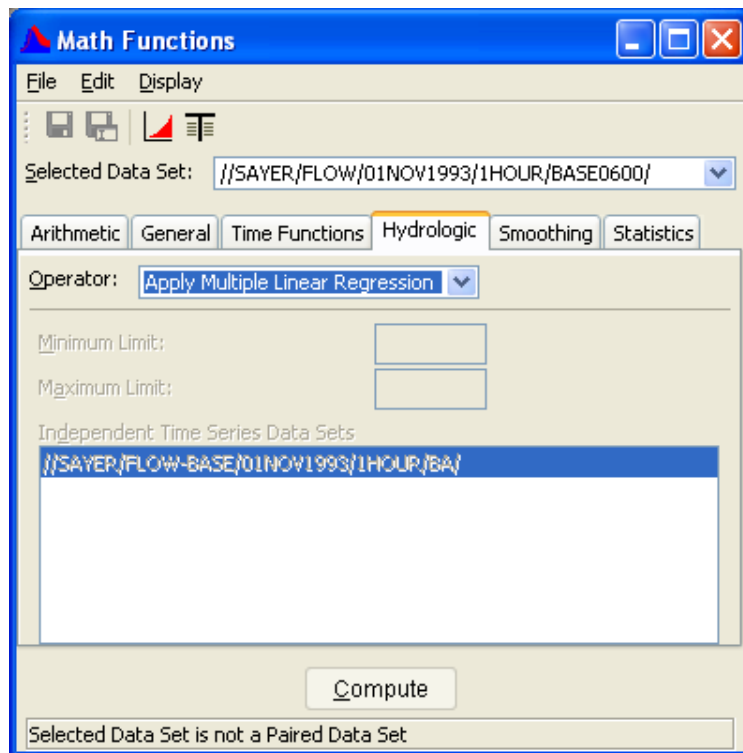 Math Functions
File Edit Display
Selected Data Set: //SAYER/FLOW/01NOV1993/1HOUR/BASE0600/
Arithmetic General Time Functions Hydrologic Smoothing Statistics
Operator: Apply Multiple Linear Regression
Minimum Limit:
Maximum Limit:
Independent Time Series Data Sets
//SAYER/FLOW-BASE/01NOV1993/1HOUR/BA/
Compute
Selected Data Set is not a Paired Data Set